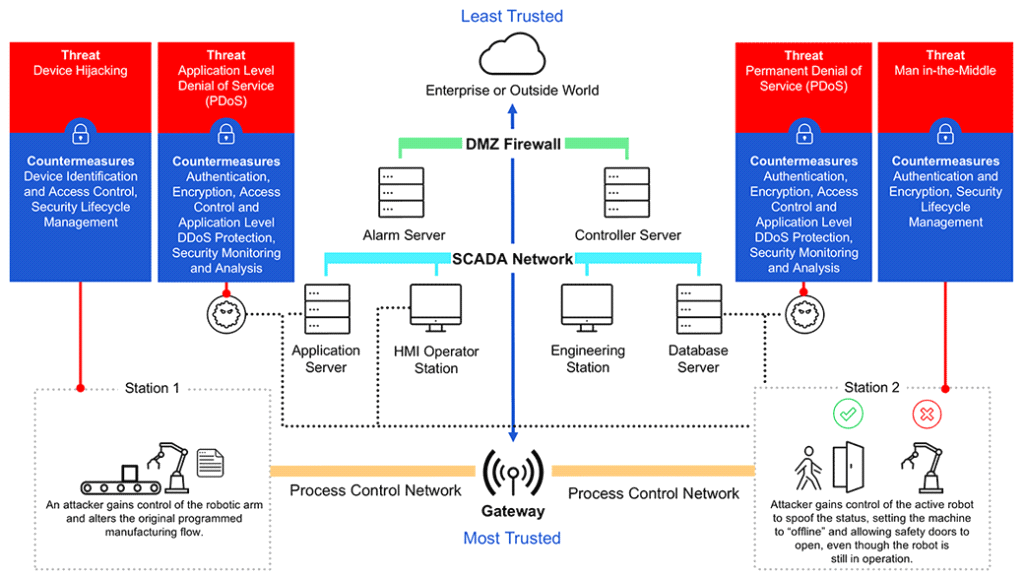 Least Trusted
Enterprise or Outside World
Threat
Device Hijacking
Countermeasures
Device Identification
and Access Control,
Security Lifecycle
Management
Threat
Application Level
Denial of Service
(PDoS)
Countermeasures
Authentication,
Encryption, Access
Control and
Application Level
DDoS Protection,
Security Monitoring
and Analysis
DMZ Firewall
Alarm Server
Controller Server
SCADA Network
Application
Server
HMI Operator
Station
Engineering
Station
Database
Server
Threat
Permanent Denial of
Service (PDoS)
Countermeasures
Authentication,
Encryption, Access
Control and
Application Level
DDoS Protection,
Security Monitoring
and Analysis
Threat
Man in-the-Middle
Countermeasures
Authentication and
Encryption, Security
Lifecycle
Management
Station 1
An attacker gains control of the robotic arm
and alters the original programmed
manufacturing flow.
Process Control Network
Gateway
Most Trusted
Process Control Network
Station 2
Attacker gains control of the active robot
to spoof the status, setting the machine
to “offline” and allowing safety doors to
open, even though the robot is
still in operation.